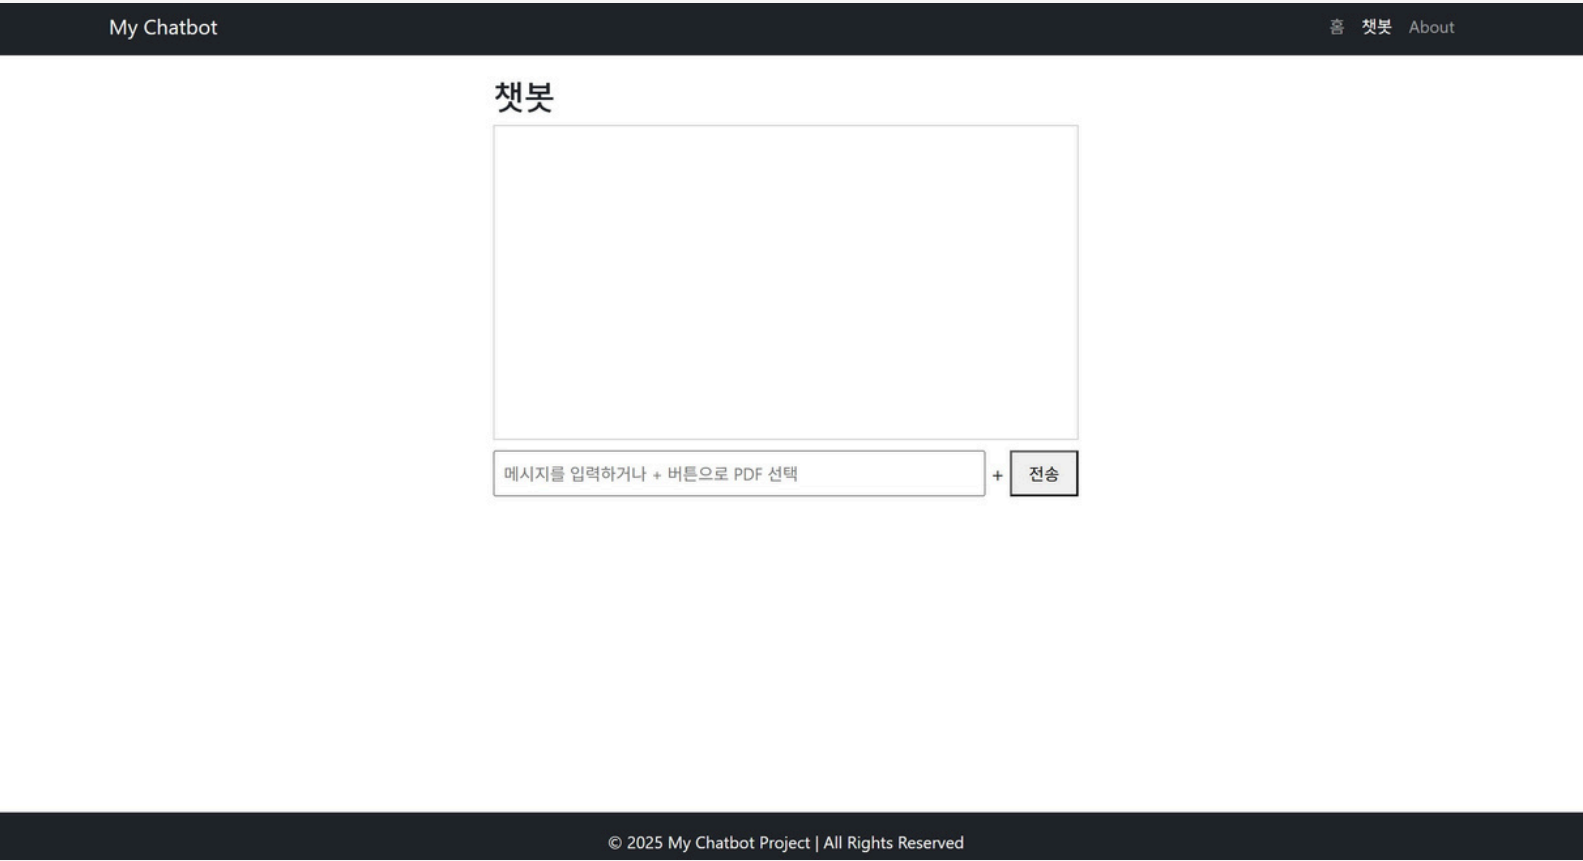 My Chatbot
홈 챗봇 About
챗봇
메시지를 입력하거나 + 버튼으로 PDF 선택
+ 전송
© 2025 My Chatbot Project | All Rights Reserved